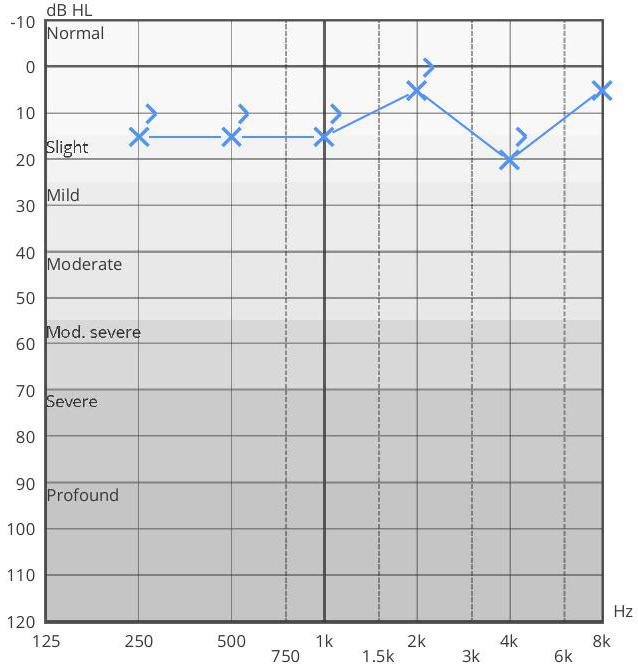 dB HL
-10
Normal
0
10
Slight
20
Mild
30
40
Moderate
50
Mod. severe
60
70
Severe
80
90
Profound
100
110
120
Hz
125 250 500 1k 2k 4k 8k
750 1.5k 3k 6k